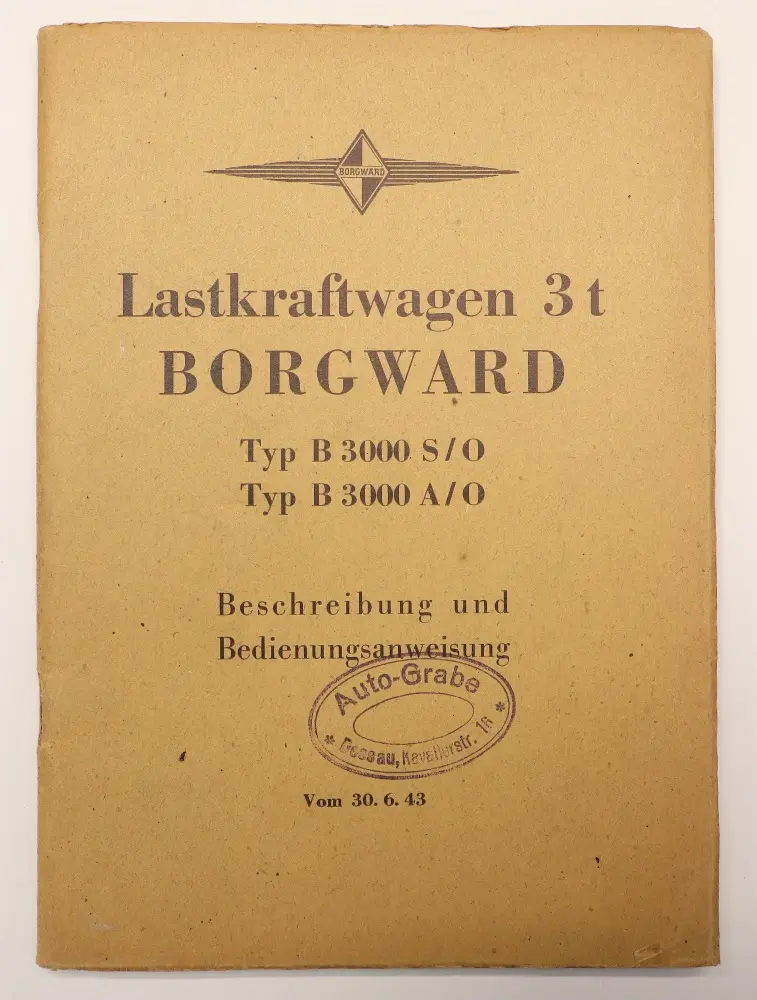 BORGWARD
Lastkraftwagen 3 t
BORGWARD
Typ B 3000 S/O
Typ B 3000 A/O
Beschreibung und
Bedienungsanweisung
Auto-Grabe
* Dessau, Kavalierstr. 16 *
Vom 30. 6. 43